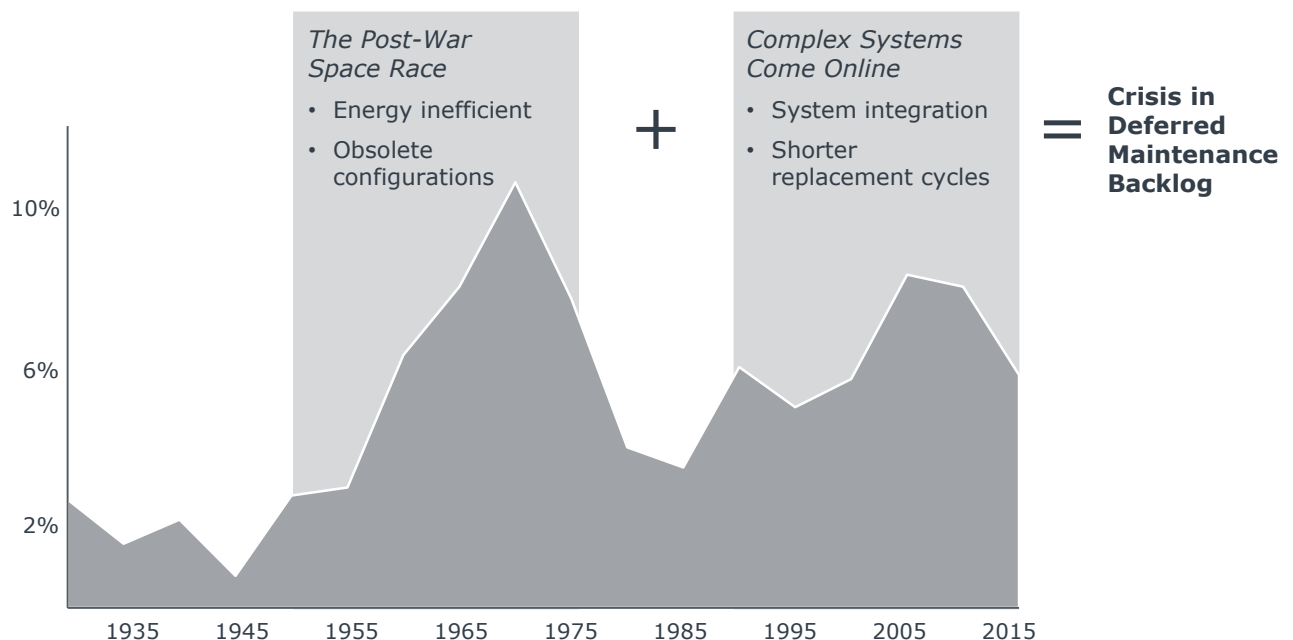 The Post-War
Space Race
• Energy inefficient
• Obsolete
configurations
+
Complex Systems
Come Online
• System integration
• Shorter
replacement cycles
=
Crisis in
Deferred
Maintenance
Backlog
10%
6%
2%
1935 1945 1955 1965 1975 1985 1995 2005 2015